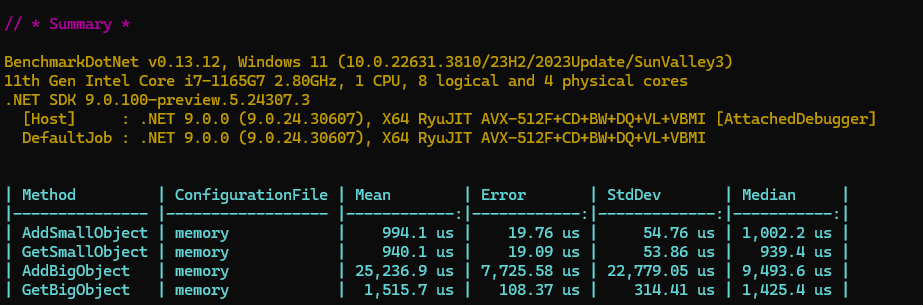 // * Summary *
BenchmarkDotNet v0.13.12, Windows 11 (10.0.22631.3810/23H2/2023Update/SunValley3)
11th Gen Intel Core i7-1165G7 2.80GHz, 1 CPU, 8 logical and 4 physical cores
.NET SDK 9.0.100-preview.5.24307.3
  [Host]     : .NET 9.0.0 (9.0.24.30607), X64 RyuJIT AVX-512F+CD+BW+DQ+VL+VBMI [AttachedDebugger]
  DefaultJob : .NET 9.0.0 (9.0.24.30607), X64 RyuJIT AVX-512F+CD+BW+DQ+VL+VBMI
| Method         | ConfigurationFile | Mean        | Error       | StdDev       | Median     |
|--------------- |------------------ |------------:|------------:|-------------:|-----------:|
| AddSmallObject | memory            |    994.1 us |    19.76 us |     54.76 us | 1,002.2 us |
| GetSmallObject | memory            |    940.1 us |    19.09 us |     53.86 us |   939.4 us |
| AddBigObject   | memory            | 25,236.9 us | 7,725.58 us | 22,779.05 us | 9,493.6 us |
| GetBigObject   | memory            |  1,515.7 us |   108.37 us |    314.41 us | 1,425.4 us |